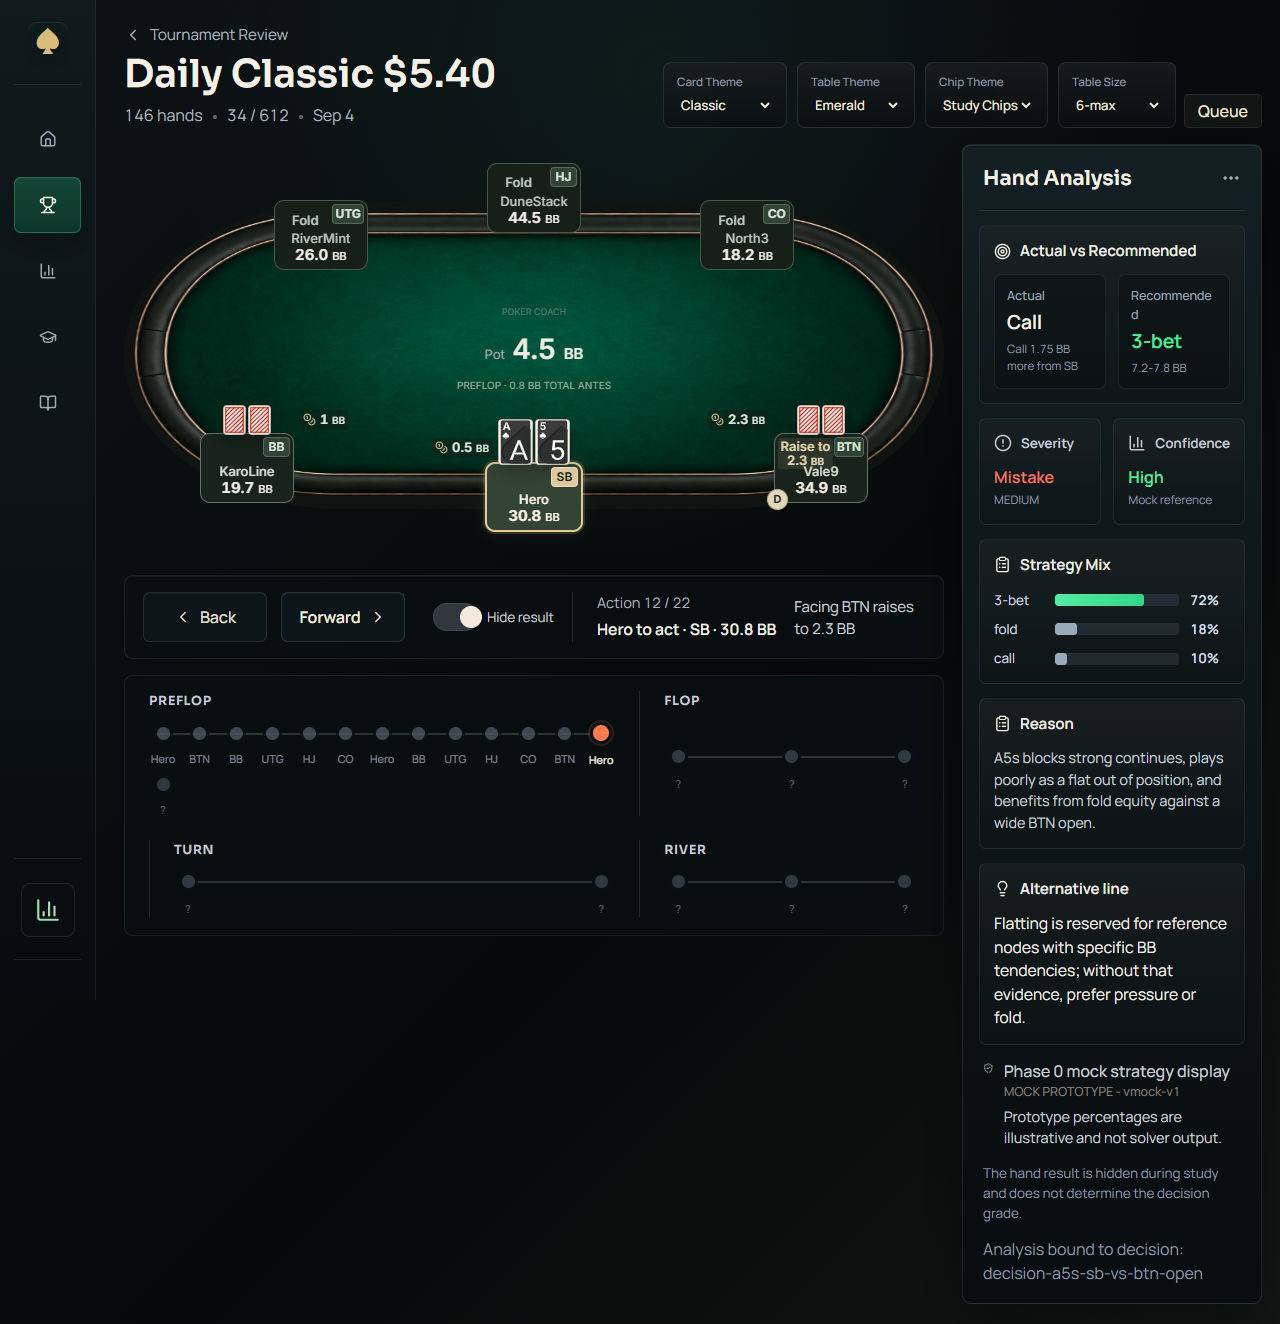 Tournament Review
Daily Classic $5.40
146 hands • 34 / 612 • Sep 4
Card Theme
Classic
Table Theme
Emerald
Chip Theme
Study Chips
Table Size
6-max
Queue
Fold HJ
DuneStack
44.5 BB
Fold UTG
RiverMint
26.0 BB
Fold CO
North3
18.2 BB
POKER COACH
Pot 4.5 BB
PREFLOP · 0.8 BB TOTAL ANTES
1 BB
0.5 BB
2.3 BB
A
A
5
5
BB
KaroLine
19.7 BB
SB
Hero
30.8 BB
Raise to BTN
2.3 BB
Vale9
34.9 BB
D
Back
Forward
Hide result
Action 12 / 22
Hero to act · SB · 30.8 BB
Facing BTN raises
to 2.3 BB
PREFLOP
Hero BTN BB UTG HJ CO Hero BB UTG HJ CO BTN Hero
?
FLOP
? ? ?
TURN
? ?
RIVER
? ? ?
Hand Analysis
Actual vs Recommended
Actual
Call
Call 1.75 BB
more from SB
Recommende
d
3-bet
7.2-7.8 BB
Severity
Mistake
MEDIUM
Confidence
High
Mock reference
Strategy Mix
3-bet 72%
fold 18%
call 10%
Reason
A5s blocks strong continues, plays
poorly as a flat out of position, and
benefits from fold equity against a
wide BTN open.
Alternative line
Flatting is reserved for reference
nodes with specific BB
tendencies; without that
evidence, prefer pressure or
fold.
Phase 0 mock strategy display
MOCK PROTOTYPE - vmock-v1
Prototype percentages are
illustrative and not solver output.
The hand result is hidden during study
and does not determine the decision
grade.
Analysis bound to decision:
decision-a5s-sb-vs-btn-open